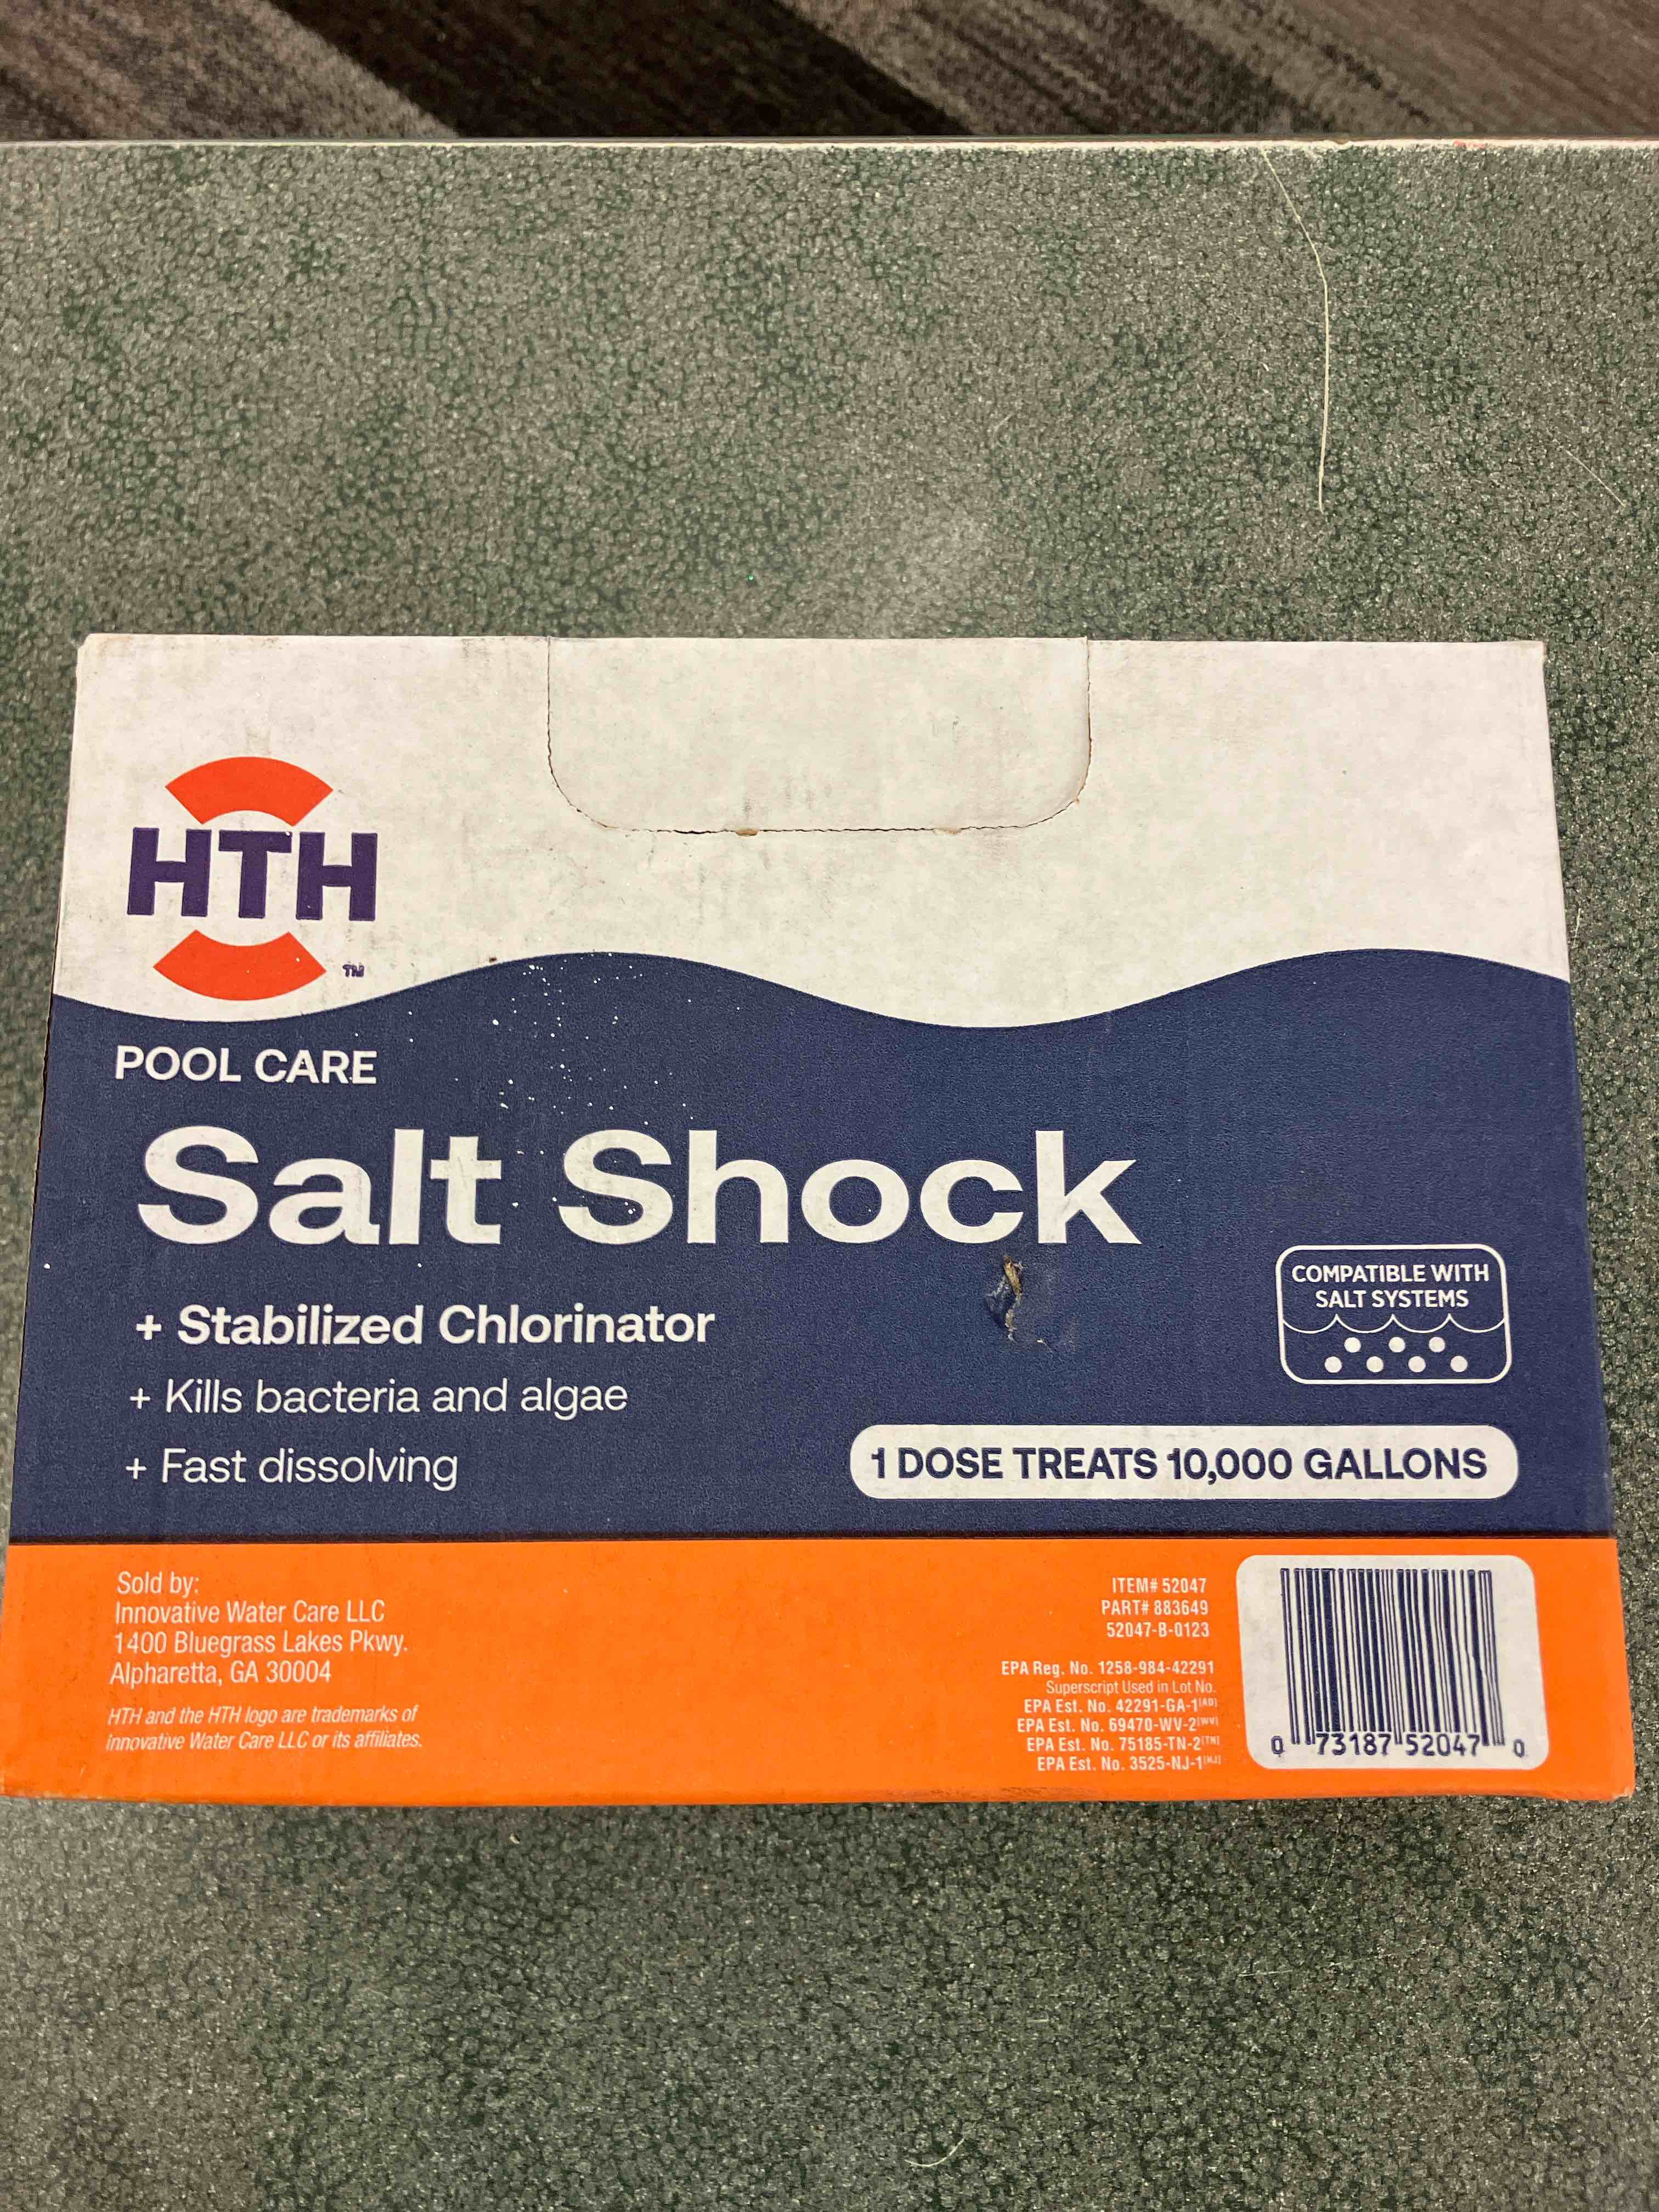 HTH
TM
POOL CARE
Salt Shock
+ Stabilized Chlorinator
+ Kills bacteria and algae
+ Fast dissolving
COMPATIBLE WITH
SALT SYSTEMS
1 DOSE TREATS 10,000 GALLONS
Sold by:
Innovative Water Care LLC
1400 Bluegrass Lakes Pkwy.
Alpharetta, GA 30004
HTH and the HTH logo are trademarks of
Innovative Water Care LLC or its affiliates.
ITEM# 52047
PART# 883649
52047-B-0123
EPA Reg. No. 1258-984-42291
Superscript Used in Lot No.
EPA Est. No. 42291-GA-1[AD]
EPA Est. No. 69470-WV-2[WV]
EPA Est. No. 75185-TN-2[TN]
EPA Est. No. 3525-NJ-1[NJ]
0 73187 52047 0